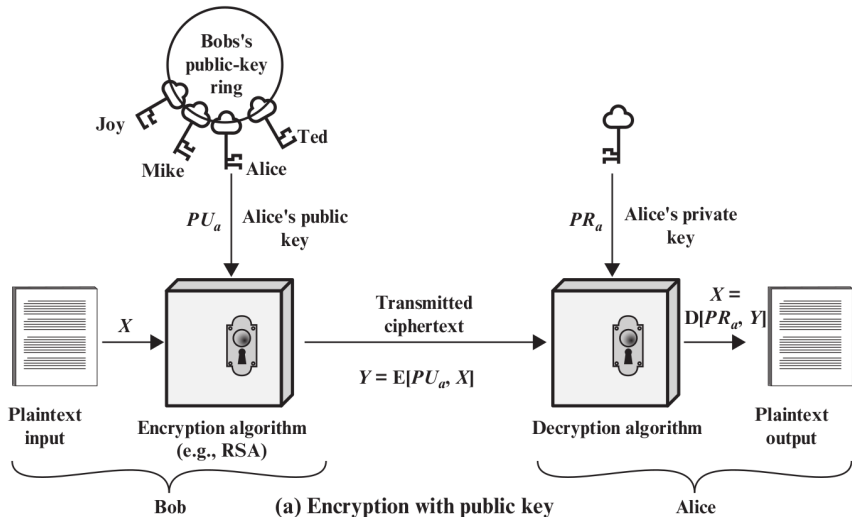 Bobs's
public-key
ring
Joy
Ted
Mike
Alice
PUa
Alice's public
key
PRa
Alice's private
key
X
Transmitted
ciphertext
X =
D[PRa, Y]
Y = E[PUa, X]
Plaintext
input
Encryption algorithm
(e.g., RSA)
Decryption algorithm
Plaintext
output
Bob
(a) Encryption with public key
Alice